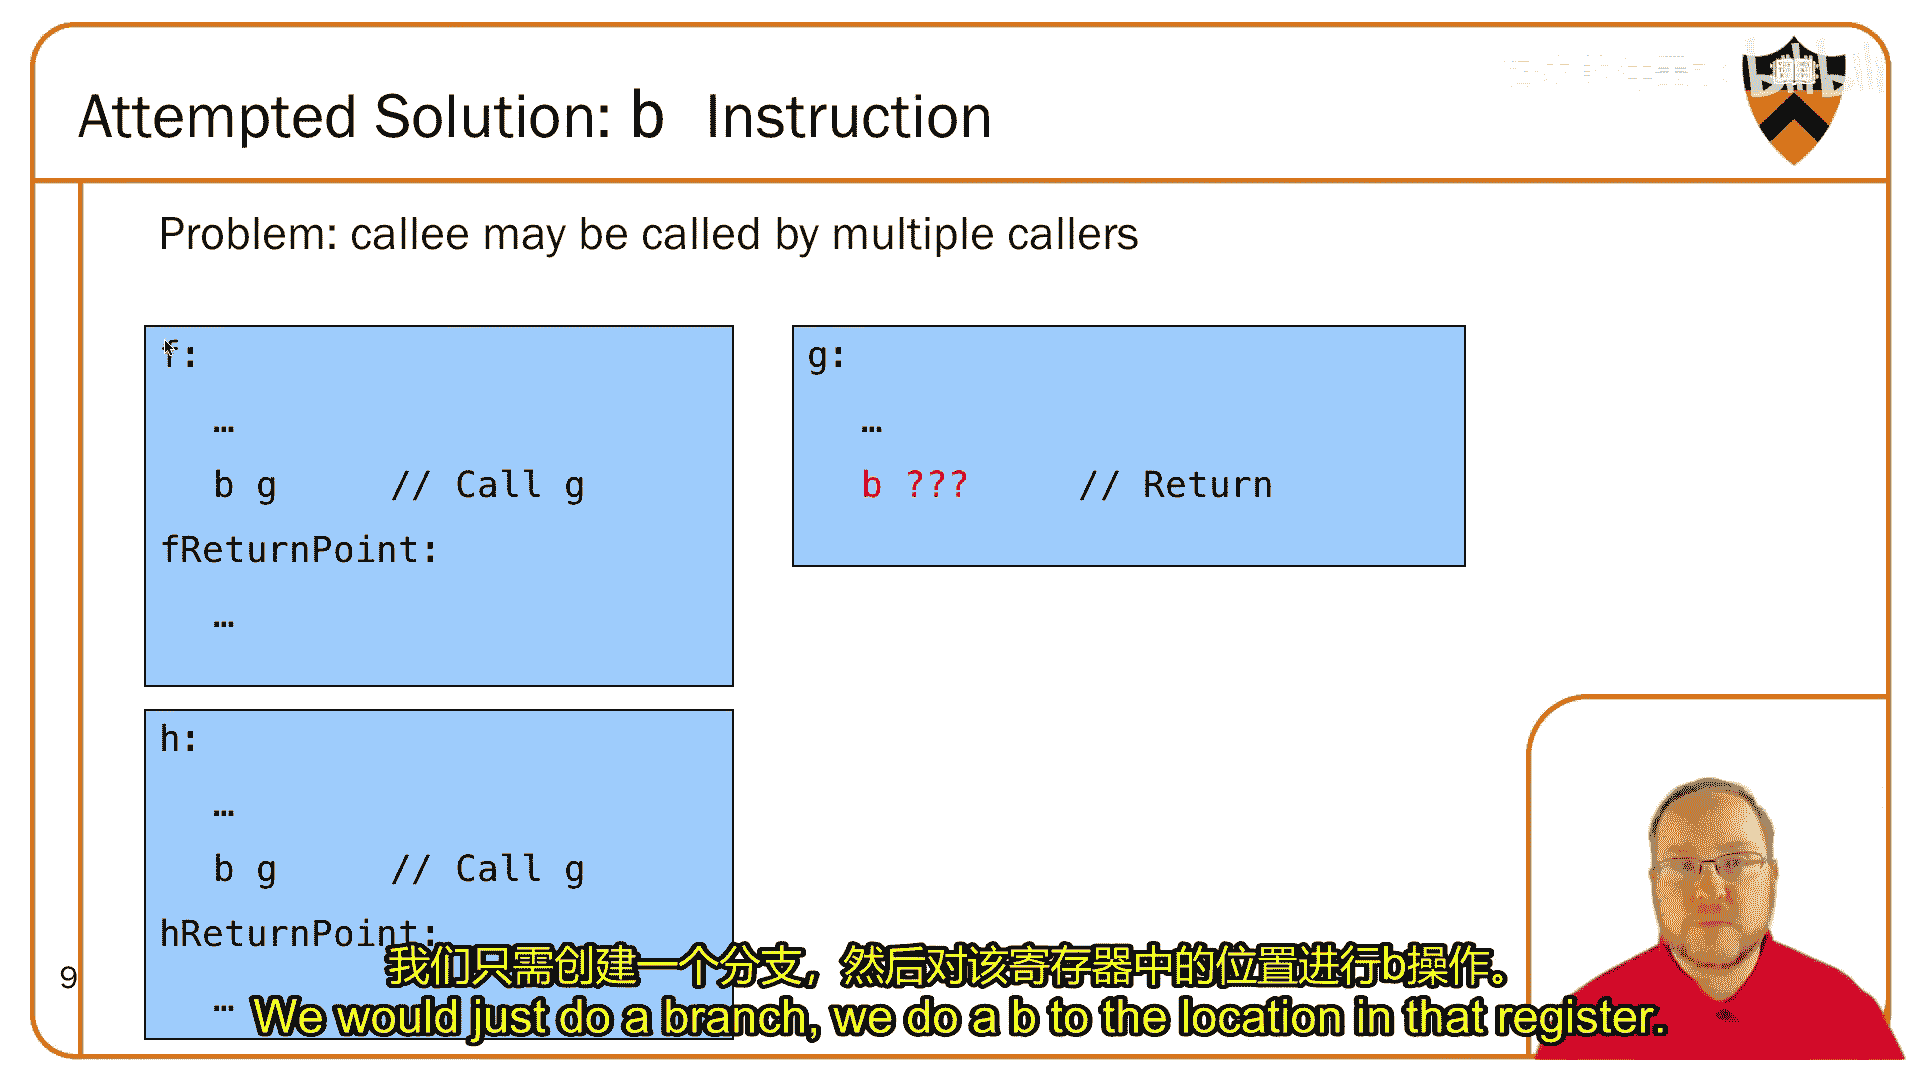 Attempted Solution: b Instruction
Problem: callee may be called by multiple callers
f:
…
b g // Call g
fReturnPoint:
…
g:
…
b ??? // Return
h:
…
b g // Call g
hReturnPoint:
…
9
我们只需创建一个分支，然后对该寄存器中的位置进行b操作。
We would just do a branch, we do a b to the location in that register.